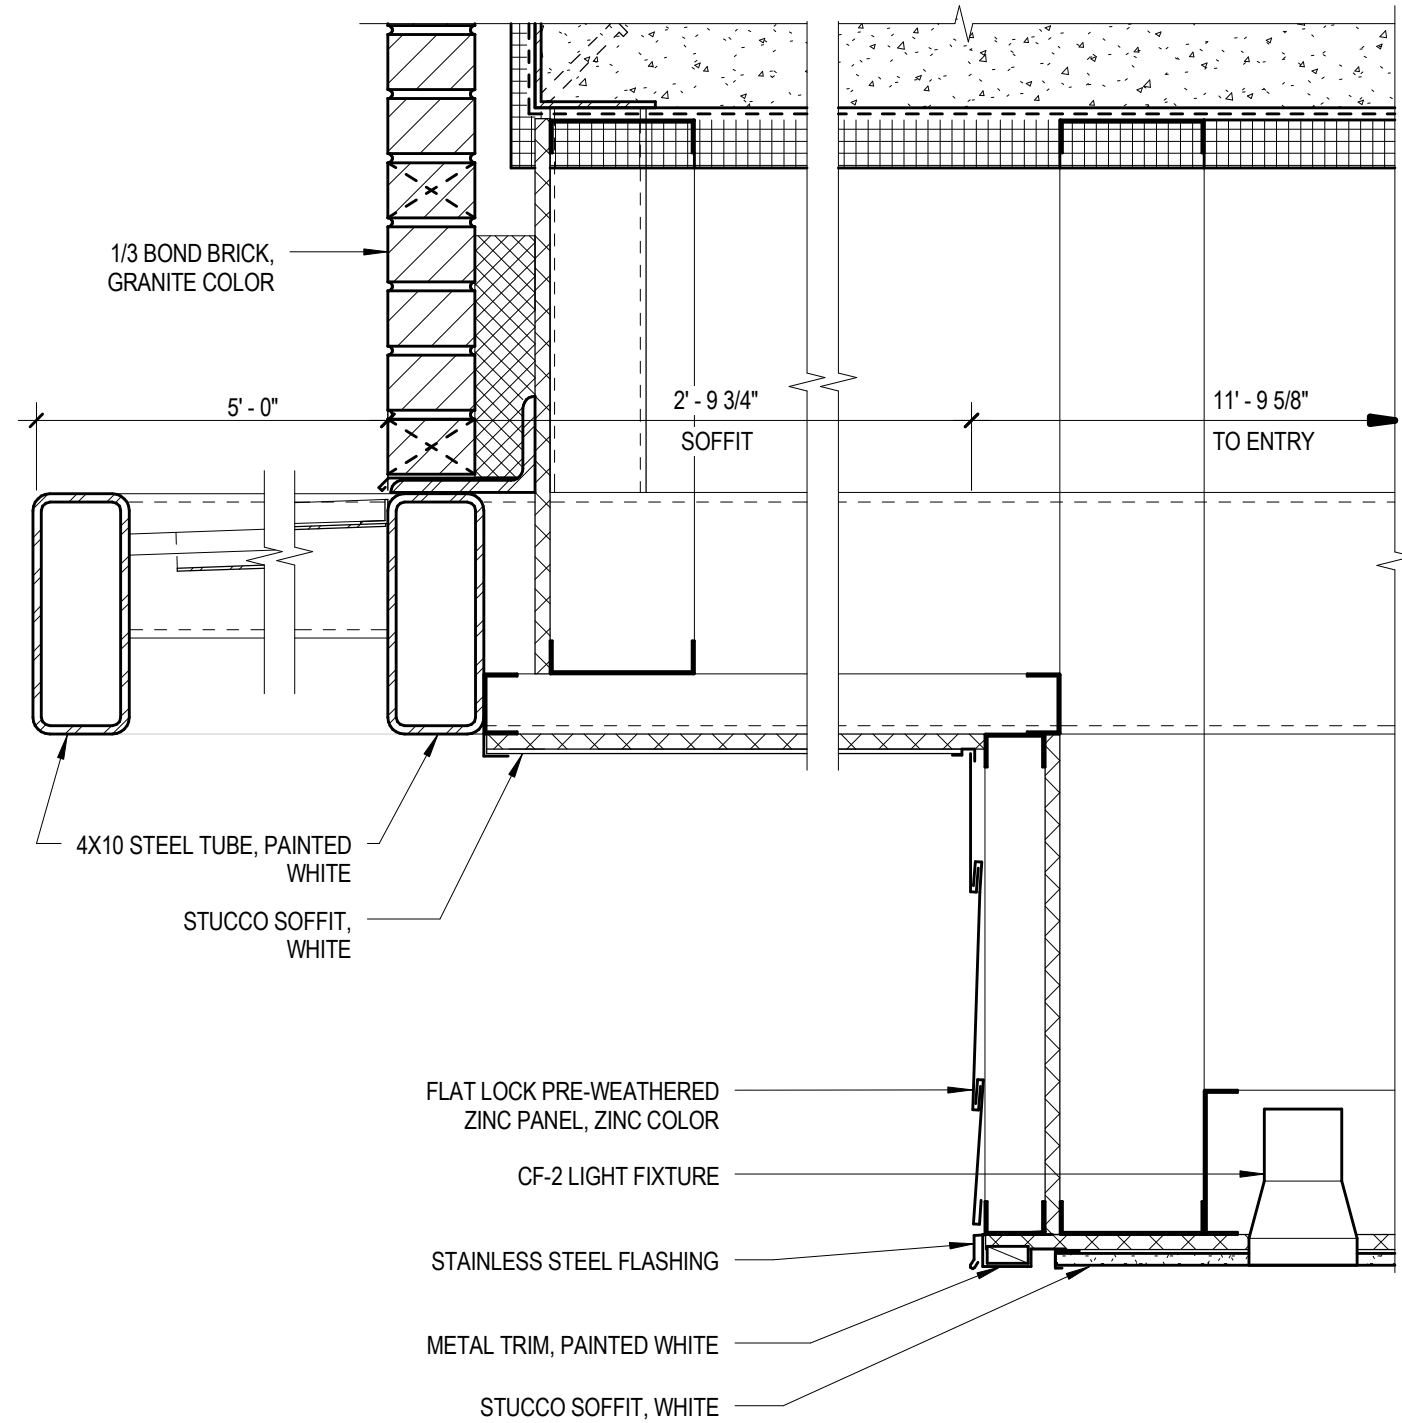 1/3 BOND BRICK,
GRANITE COLOR
5' - 0"
2' - 9 3/4"
SOFFIT
11' - 9 5/8"
TO ENTRY
4X10 STEEL TUBE, PAINTED
WHITE
STUCCO SOFFIT,
WHITE
FLAT LOCK PRE-WEATHERED
ZINC PANEL, ZINC COLOR
CF-2 LIGHT FIXTURE
STAINLESS STEEL FLASHING
METAL TRIM, PAINTED WHITE
STUCCO SOFFIT, WHITE